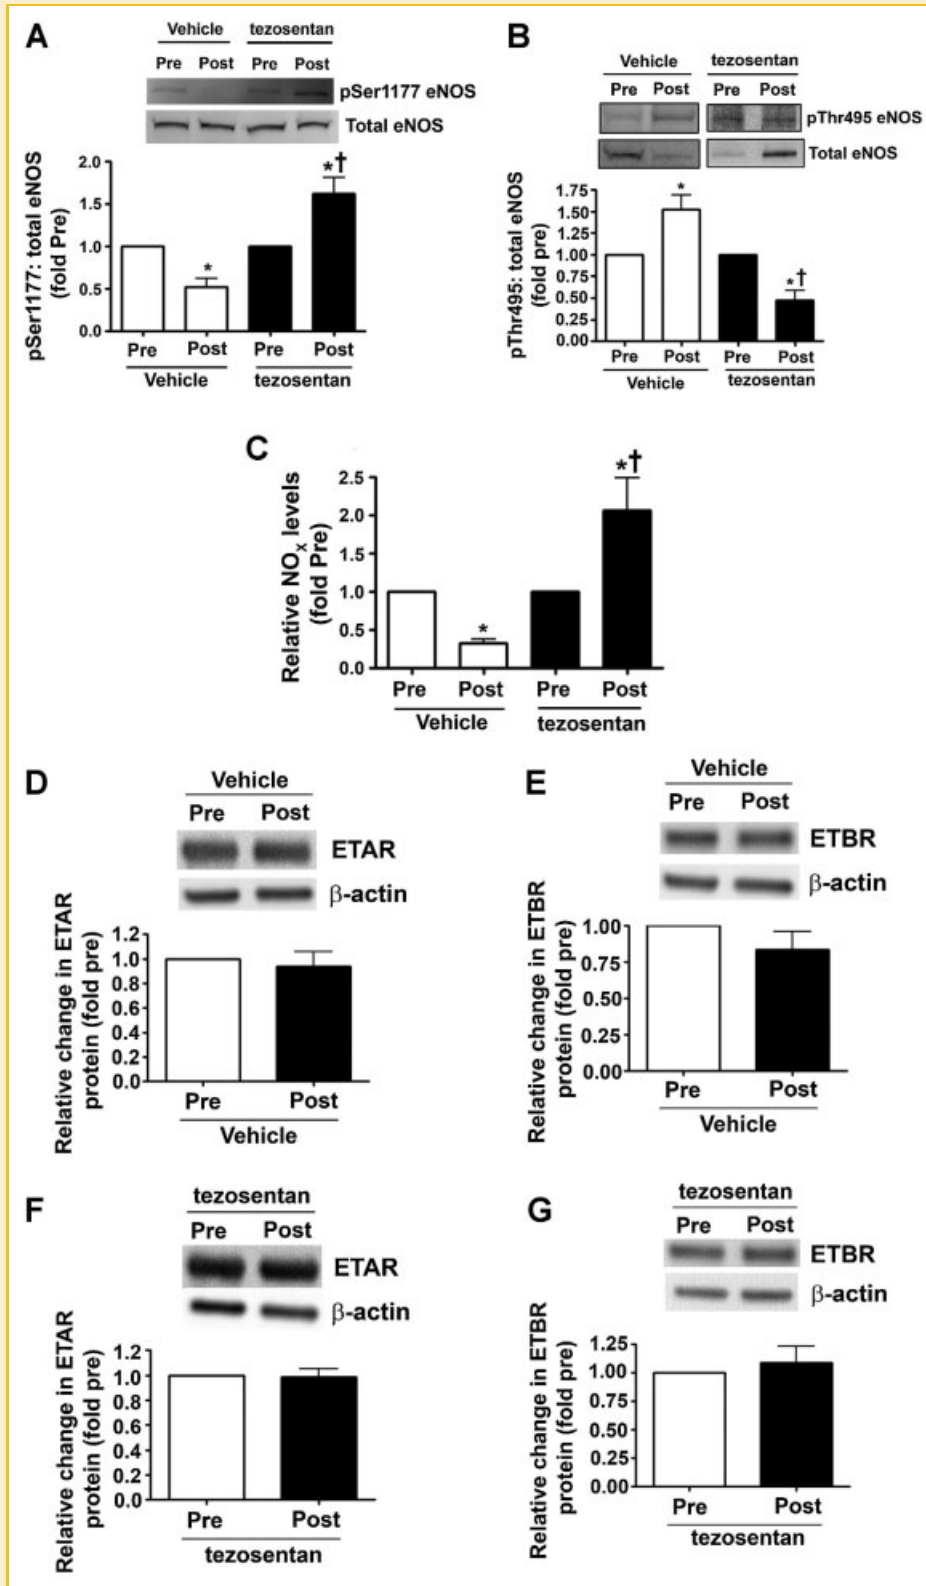 A
Vehicle tezosentan
Pre Post Pre Post
pSer1177 eNOS
Total eNOS
pSer1177: total eNOS
(fold Pre)
2.0
1.5
1.0
0.5
0.0
*
*†
Pre Post Pre Post
Vehicle tezosentan
B
Vehicle tezosentan
Pre Post Pre Post
pThr495 eNOS
Total eNOS
pThr495: total eNOS
(fold pre)
1.75
1.50
1.25
1.00
0.75
0.50
0.25
0.00
*
*†
Pre Post Pre Post
Vehicle tezosentan
C
Relative NOx levels
(fold Pre)
2.5
2.0
1.5
1.0
0.5
0.0
*
*†
Pre Post Pre Post
Vehicle tezosentan
D
Vehicle
Pre Post
ETAR
β-actin
Relative change in ETAR
protein (fold pre)
1.2
1.0
0.8
0.6
0.4
0.2
0.0
Pre Post
Vehicle
E
Vehicle
Pre Post
ETBR
β-actin
Relative change in ETBR
protein (fold pre)
1.00
0.75
0.50
0.25
0.00
Pre Post
Vehicle
F
tezosentan
Pre Post
ETAR
β-actin
Relative change in ETAR
protein (fold pre)
1.2
1.0
0.8
0.6
0.4
0.2
0.0
Pre Post
tezosentan
G
tezosentan
Pre Post
ETBR
β-actin
Relative change in ETBR
protein (fold pre)
1.25
1.00
0.75
0.50
0.25
0.00
Pre Post
tezosentan